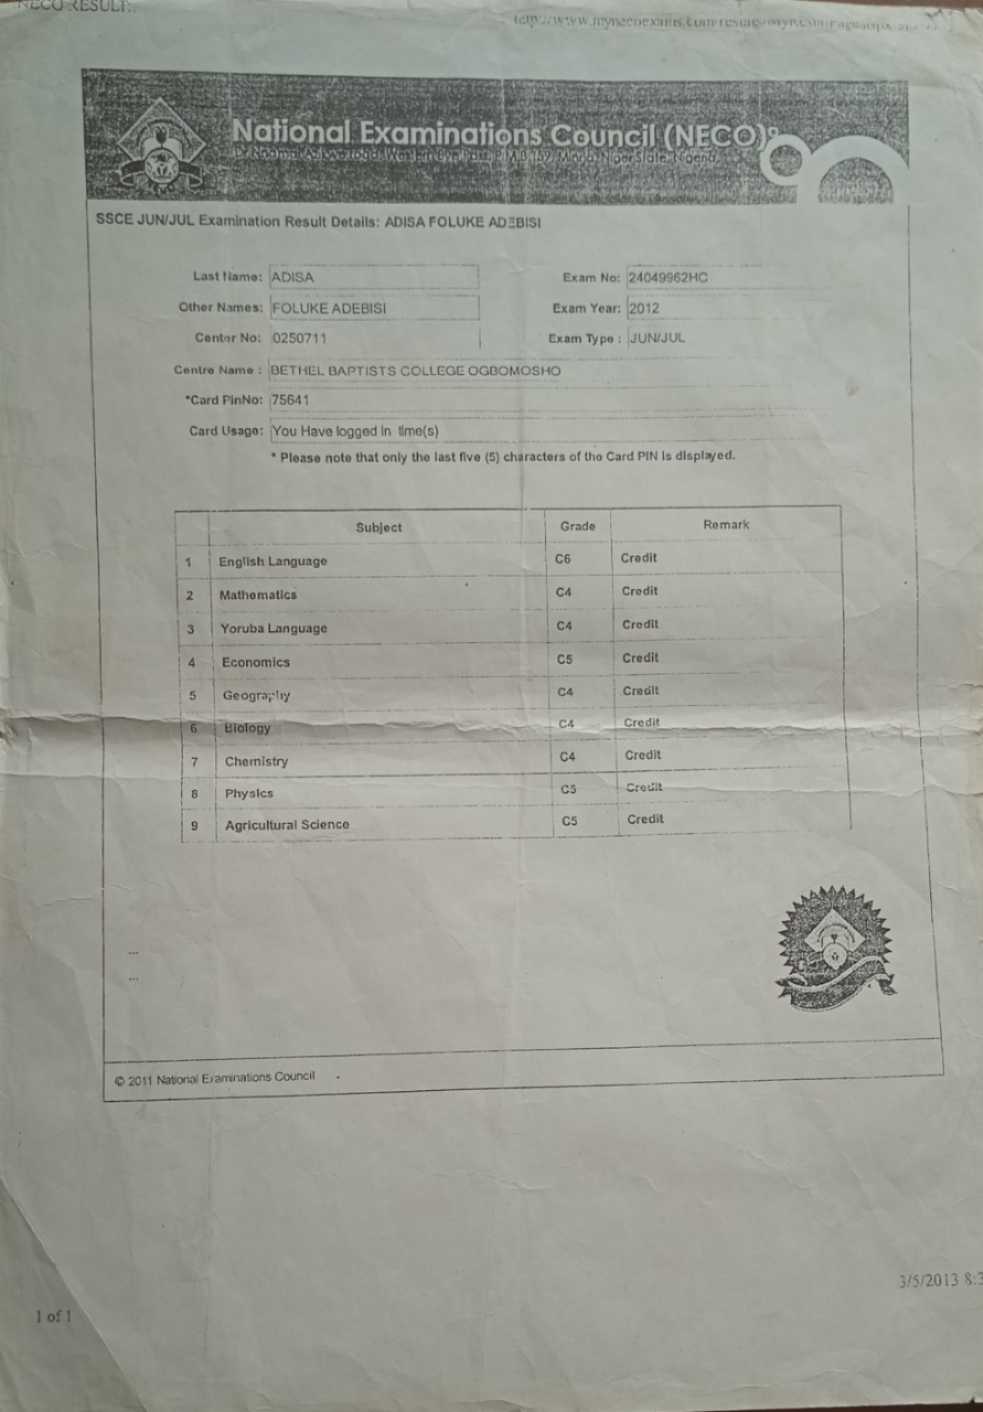 NECO RESULT:
National Examinations Council (NECO)
SSCE JUN/JUL Examination Result Details: ADISA FOLUKE ADEBISI
Last Name: ADISA Exam No: 24049962HC
Other Names: FOLUKE ADEBISI Exam Year: 2012
Center No: 0250711 Exam Type : JUN/JUL
Centre Name : BETHEL BAPTISTS COLLEGE OGBOMOSHO
*Card PinNo: 75641
Card Usage: You Have logged in time(s)
* Please note that only the last five (5) characters of the Card PIN is displayed.
Subject Grade Remark
1 English Language C6 Credit
2 Mathematics C4 Credit
3 Yoruba Language C4 Credit
4 Economics C5 Credit
5 Geography C4 Credit
6 Biology C4 Credit
7 Chemistry C4 Credit
8 Physics C5 Credit
9 Agricultural Science C5 Credit
...
...
© 2011 National Examinations Council
3/5/2013 8:3
1 of 1